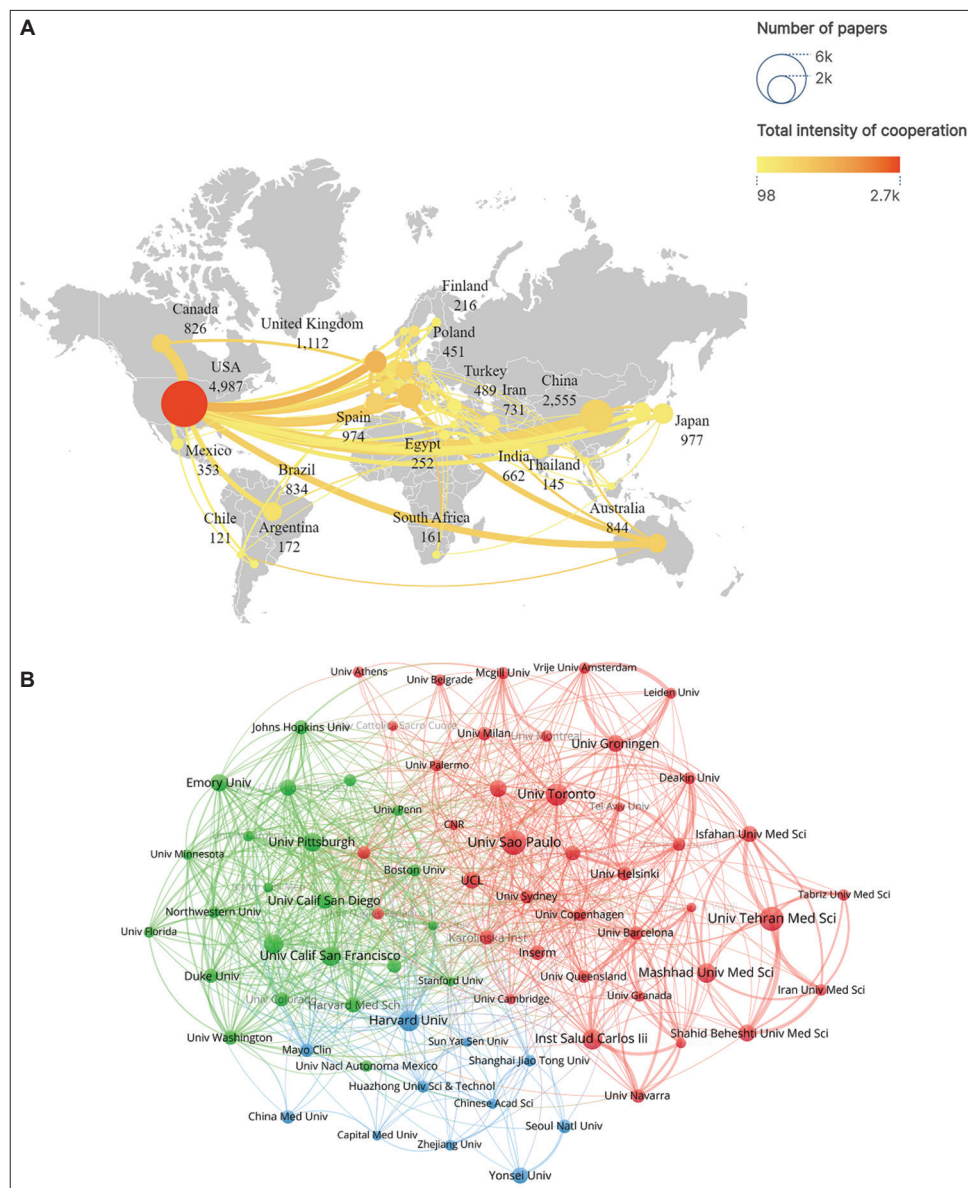 A
Number of papers
6k
2k
Total intensity of cooperation
98
2.7k
Finland
216
Canada
826
United Kingdom
1,112
Poland
451
USA
4,987
Turkey
489
China
2,555
Iran
731
Spain
974
Japan
977
Mexico
353
Egypt
252
India
662
Thailand
145
Brazil
834
Chile
121
Argentina
172
South Africa
161
Australia
844
B
Univ Athens
Univ Belgrade
Mcgill Univ
Vrije Univ Amsterdam
Leiden Univ
Johns Hopkins Univ
Univ Cattolica Sacro Cuore
Univ Milan
Univ Montreal
Univ Groningen
Univ Palermo
Deakin Univ
Emory Univ
Univ Toronto
Univ Penn
Tel Aviv Univ
CNR
Isfahan Univ Med Sci
Univ Pittsburgh
Univ Sao Paulo
Univ Minnesota
Boston Univ
UCL
Univ Helsinki
Univ Calif San Diego
Univ Sydney
Tabriz Univ Med Sci
Northwestern Univ
Univ Copenhagen
Univ Tehran Med Sci
Univ Florida
Karolinska Inst
Univ Barcelona
Univ Calif San Francisco
Inserm
Duke Univ
Stanford Univ
Univ Queensland
Mashhad Univ Med Sci
Univ Colorado
Harvard Med Sch
Univ Cambridge
Univ Granada
Iran Univ Med Sci
Harvard Univ
Univ Washington
Sun Yat Sen Univ
Inst Salud Carlos Iii
Shahid Beheshti Univ Med Sci
Mayo Clin
Shanghai Jiao Tong Univ
Univ Nacl Autonoma Mexico
Huazhong Univ Sci & Technol
Univ Navarra
Chinese Acad Sci
China Med Univ
Seoul Natl Univ
Capital Med Univ
Zhejiang Univ
Yonsei Univ